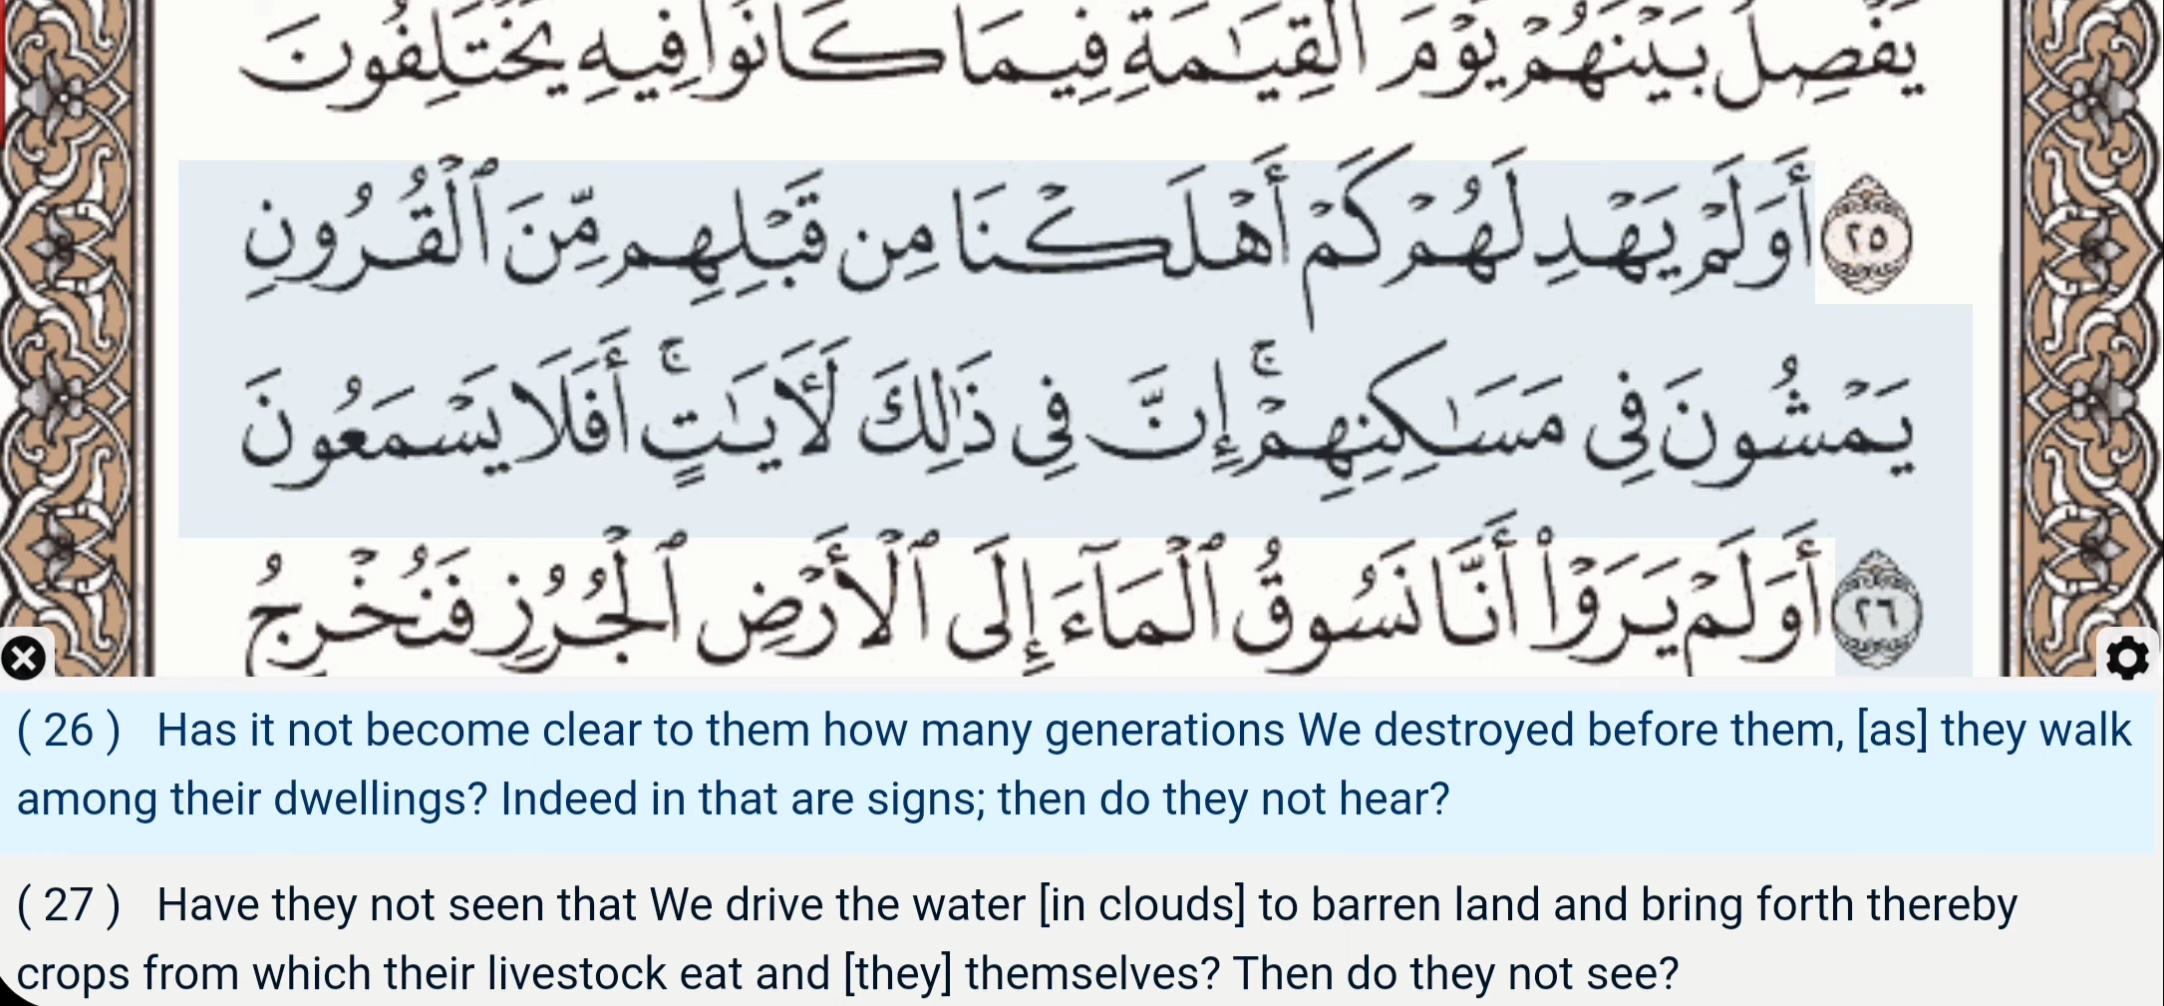 يَفْصِلُ بَيْنَهُمْ يَوْمَ ٱلْقِيَـٰمَةِ فِيمَا كَانُوا۟ فِيهِ يَخْتَلِفُونَ
٢٥ أَوَلَمْ يَهْدِ لَهُمْ كَمْ أَهْلَكْنَا مِن قَبْلِهِم مِّنَ ٱلْقُرُونِ
يَمْشُونَ فِى مَسَـٰكِنِهِمْ ۚ إِنَّ فِى ذَٰلِكَ لَـَٔايَـٰتٍ ۚ أَفَلَا يَسْمَعُونَ
٢٦ أَوَلَمْ يَرَوْا۟ أَنَّا نَسُوقُ ٱلْمَآءَ إِلَى ٱلْأَرْضِ ٱلْجُرُزِ فَنُخْرِجُ
( 26 ) Has it not become clear to them how many generations We destroyed before them, [as] they walk
among their dwellings? Indeed in that are signs; then do they not hear?
( 27 ) Have they not seen that We drive the water [in clouds] to barren land and bring forth thereby
crops from which their livestock eat and [they] themselves? Then do they not see?